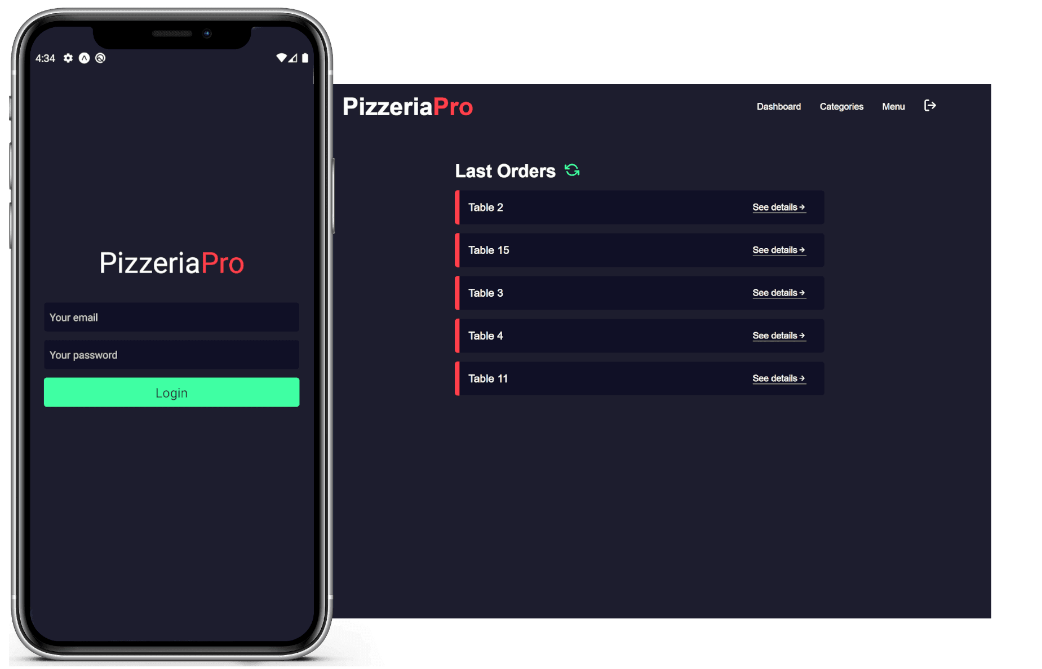 4:34
PizzeriaPro
Your email
Your password
Login
PizzeriaPro
Dashboard Categories Menu
Last Orders
Table 2 See details →
Table 15 See details →
Table 3 See details →
Table 4 See details →
Table 11 See details →